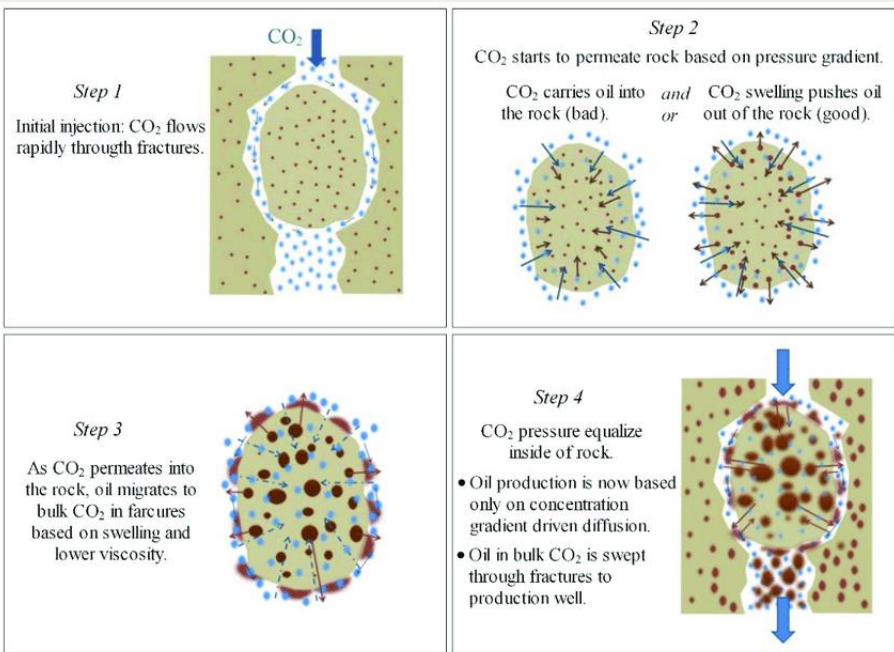 Step 1
Initial injection: CO₂ flows
rapidly througth fractures.
CO₂
Step 2
CO₂ starts to permeate rock based on pressure gradient.
CO₂ carries oil into
the rock (bad).
and
or
CO₂ swelling pushes oil
out of the rock (good).
Step 3
As CO₂ permeates into
the rock, oil migrates to
bulk CO₂ in farcures
based on swelling and
lower viscosity.
Step 4
CO₂ pressure equalize
inside of rock.
• Oil production is now based
only on concentration
gradient driven diffusion.
• Oil in bulk CO₂ is swept
through fractures to
production well.